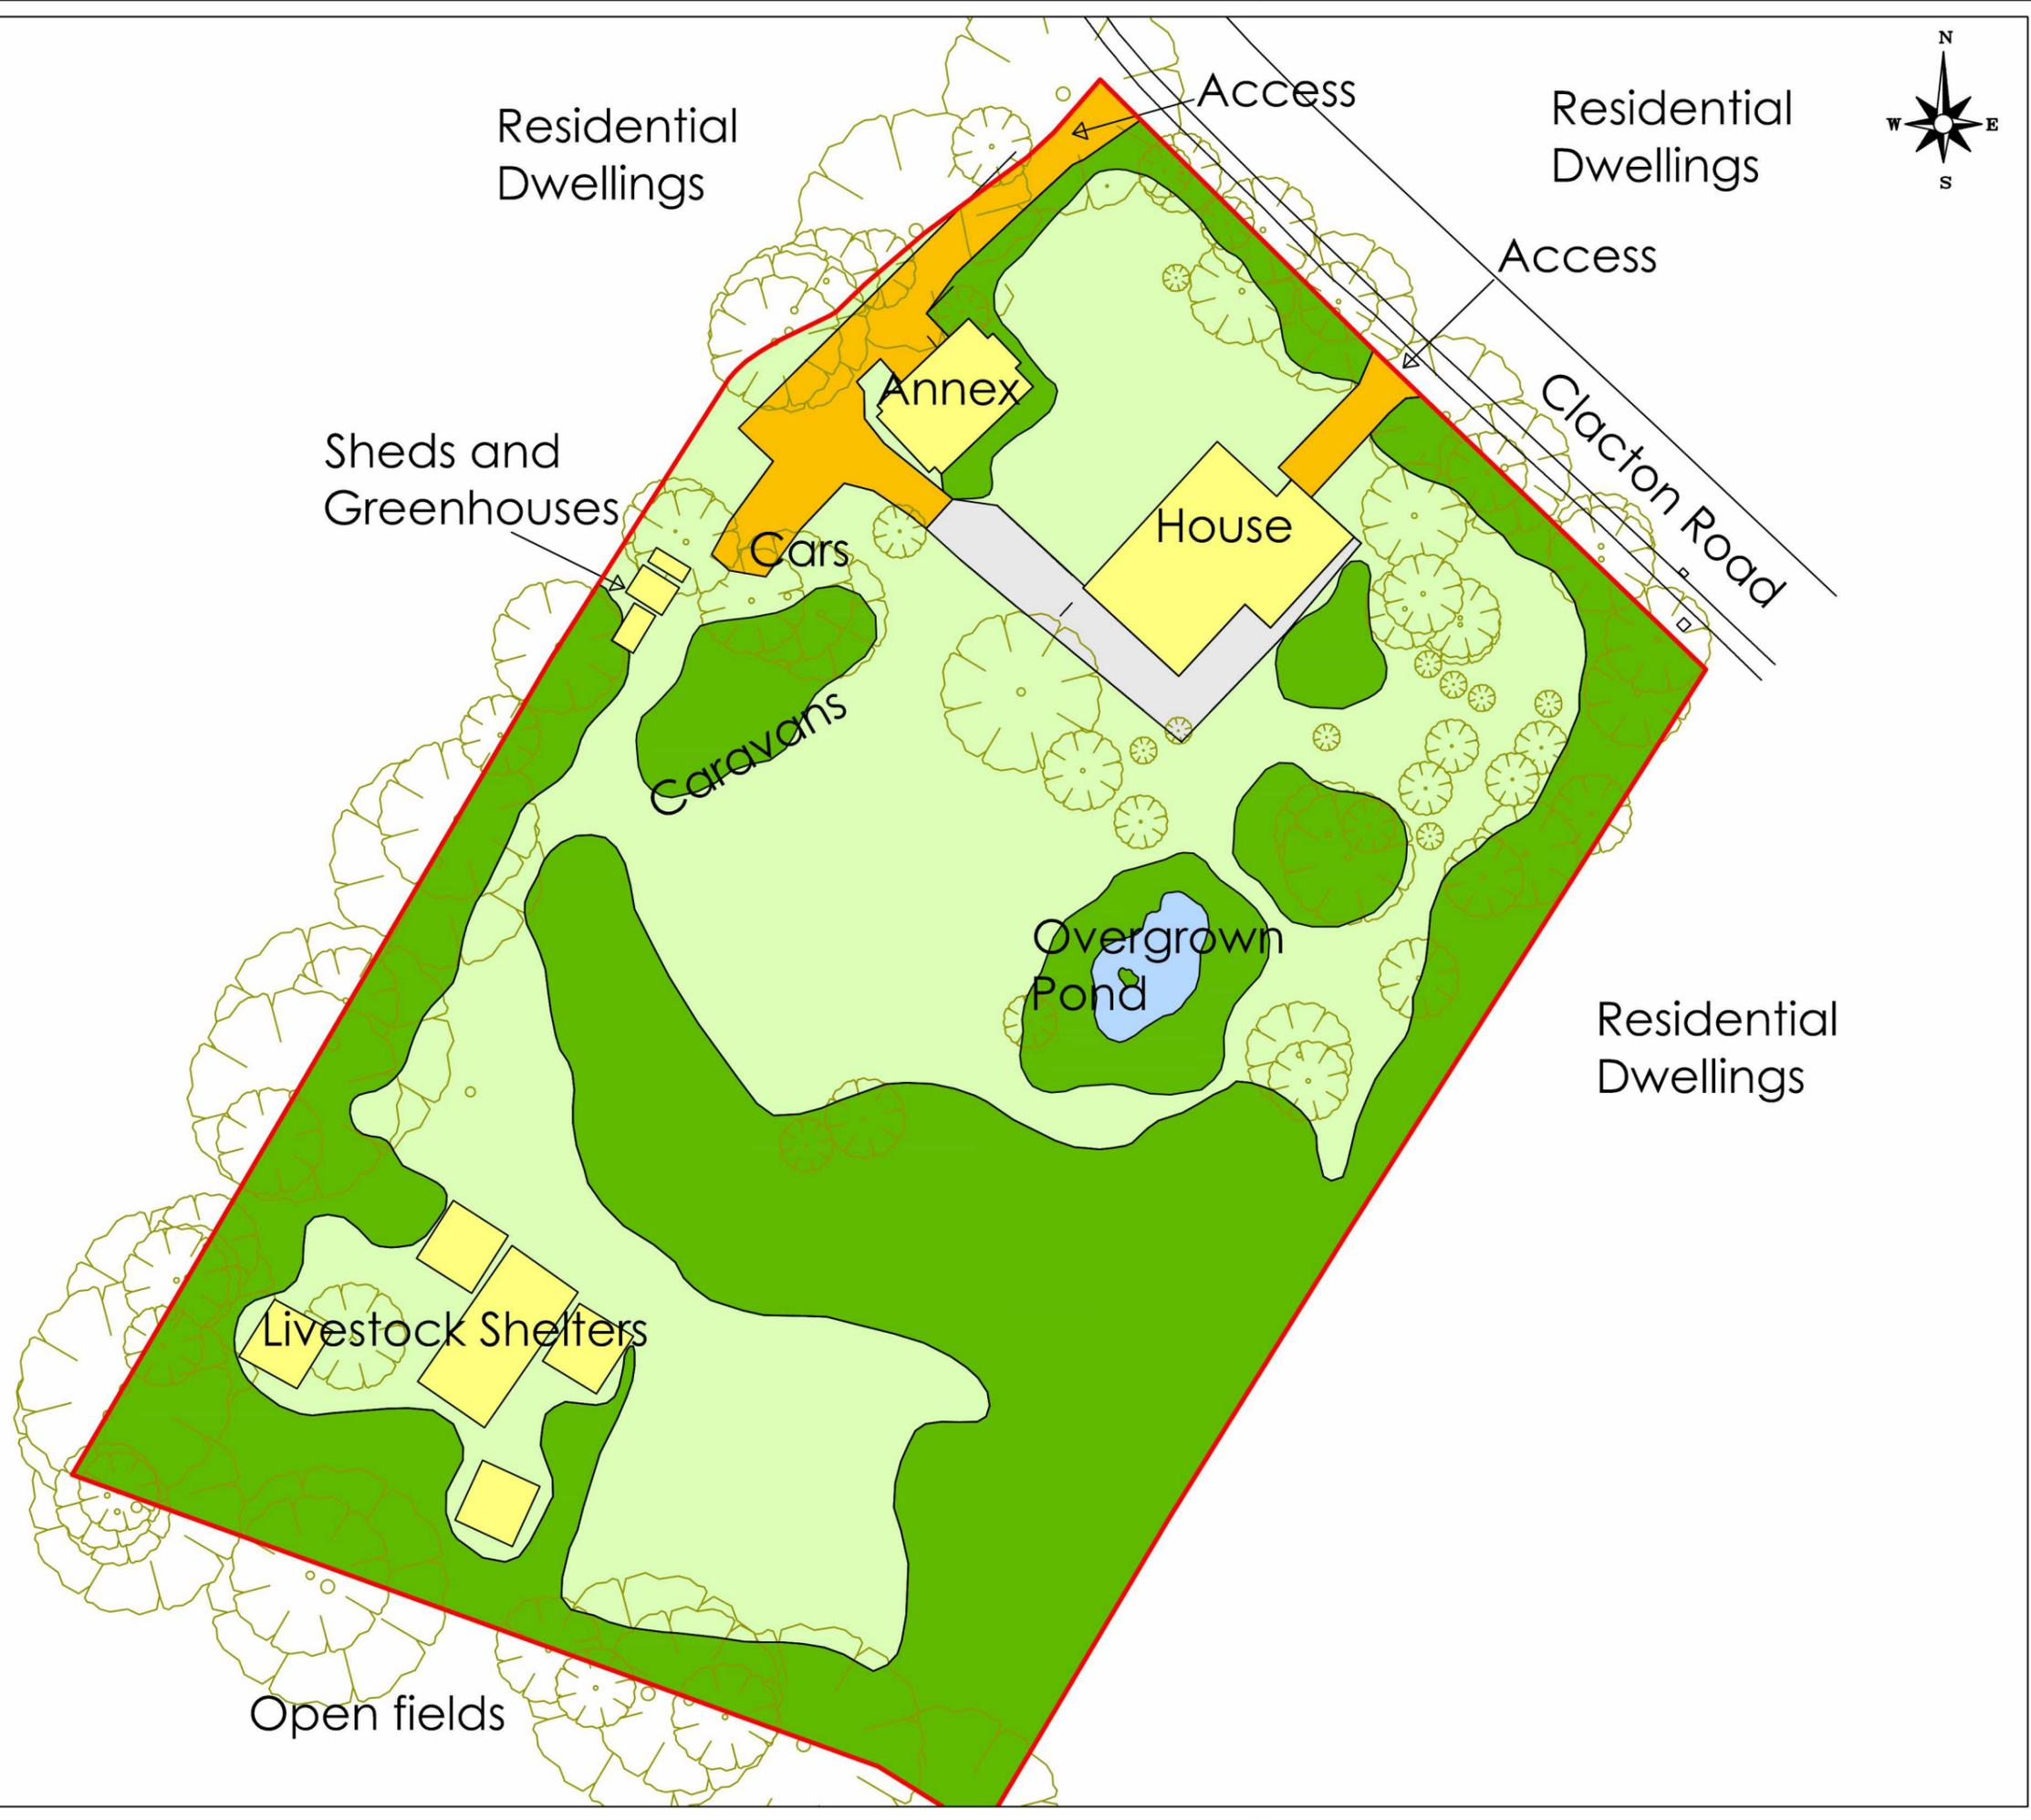 N
W E
S
Access
Residential
Dwellings
Residential
Dwellings
Access
Annex
Clacton Road
Sheds and
Greenhouses
House
Cars
Caravans
Overgrown
Pond
Residential
Dwellings
Livestock Shelters
Open fields